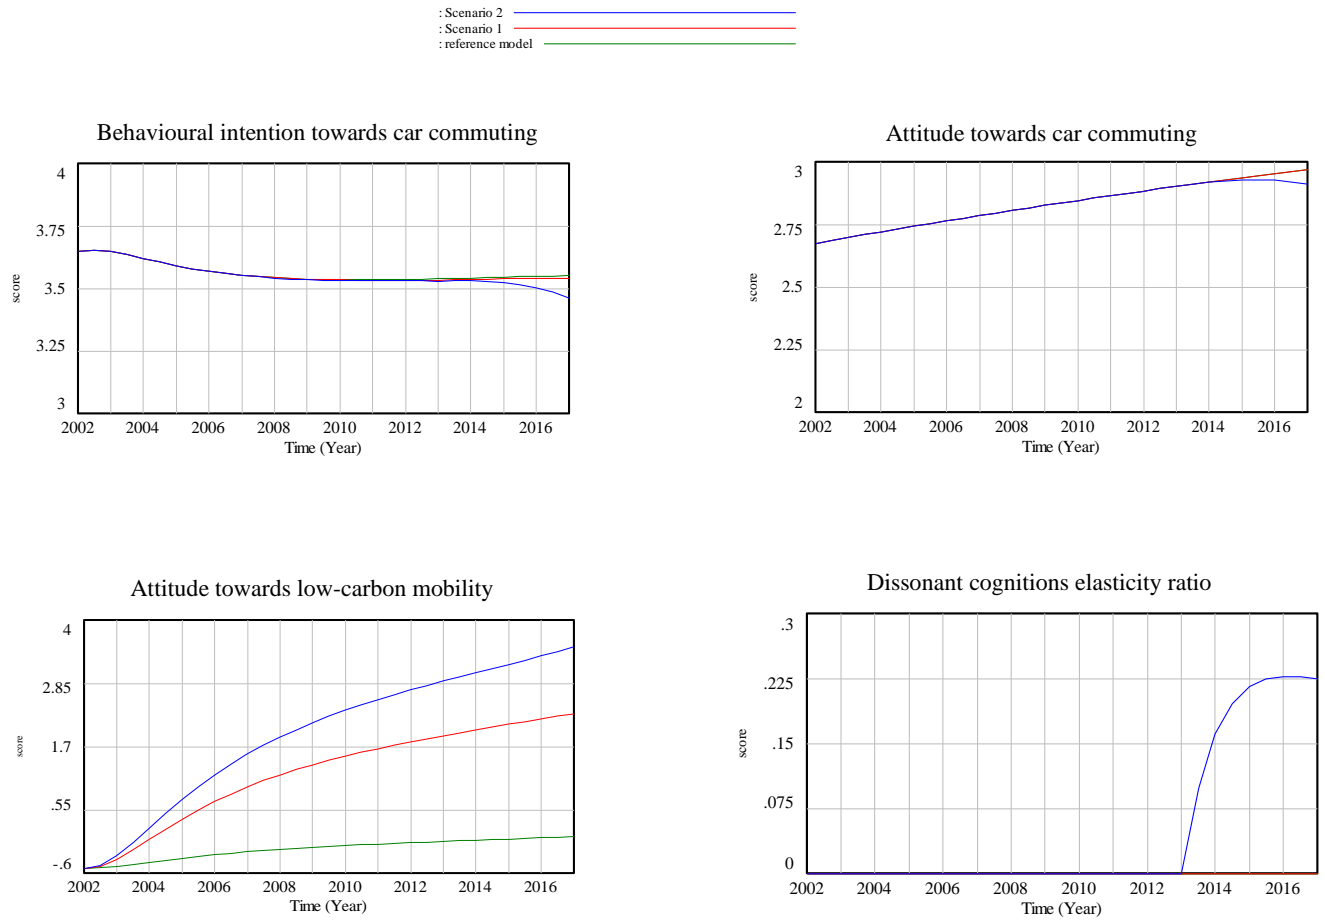 : Scenario 2
: Scenario 1
: reference model
Behavioural intention towards car commuting
4
3.75
3.5
3.25
3
score
2002 2004 2006 2008 2010 2012 2014 2016
Time (Year)
Attitude towards car commuting
3
2.75
2.5
2.25
2
score
2002 2004 2006 2008 2010 2012 2014 2016
Time (Year)
Attitude towards low-carbon mobility
4
2.85
1.7
.55
-.6
score
2002 2004 2006 2008 2010 2012 2014 2016
Time (Year)
Dissonant cognitions elasticity ratio
.3
.225
.15
.075
0
score
2002 2004 2006 2008 2010 2012 2014 2016
Time (Year)